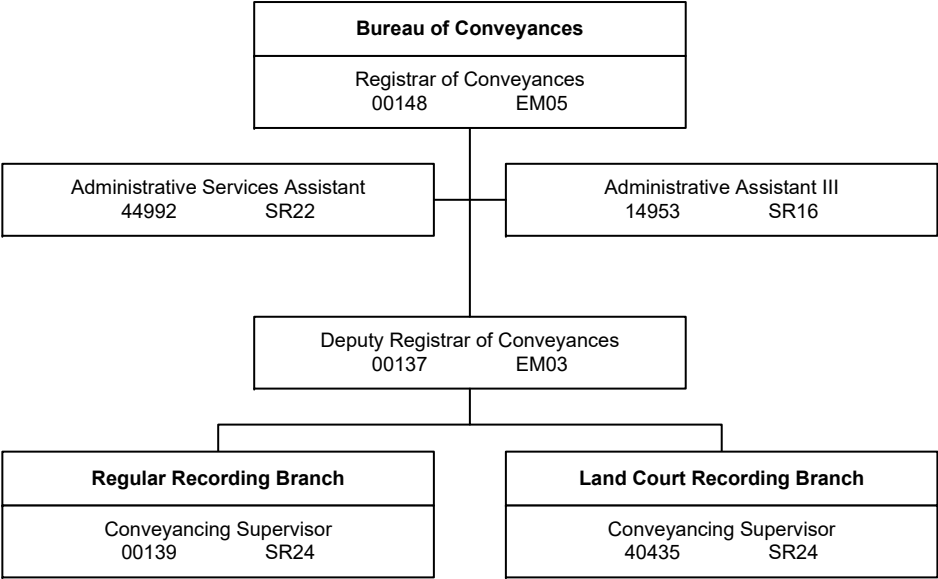 Bureau of Conveyances
Registrar of Conveyances
00148 EM05
Administrative Services Assistant
44992 SR22
Administrative Assistant III
14953 SR16
Deputy Registrar of Conveyances
00137 EM03
Regular Recording Branch
Conveyancing Supervisor
00139 SR24
Land Court Recording Branch
Conveyancing Supervisor
40435 SR24